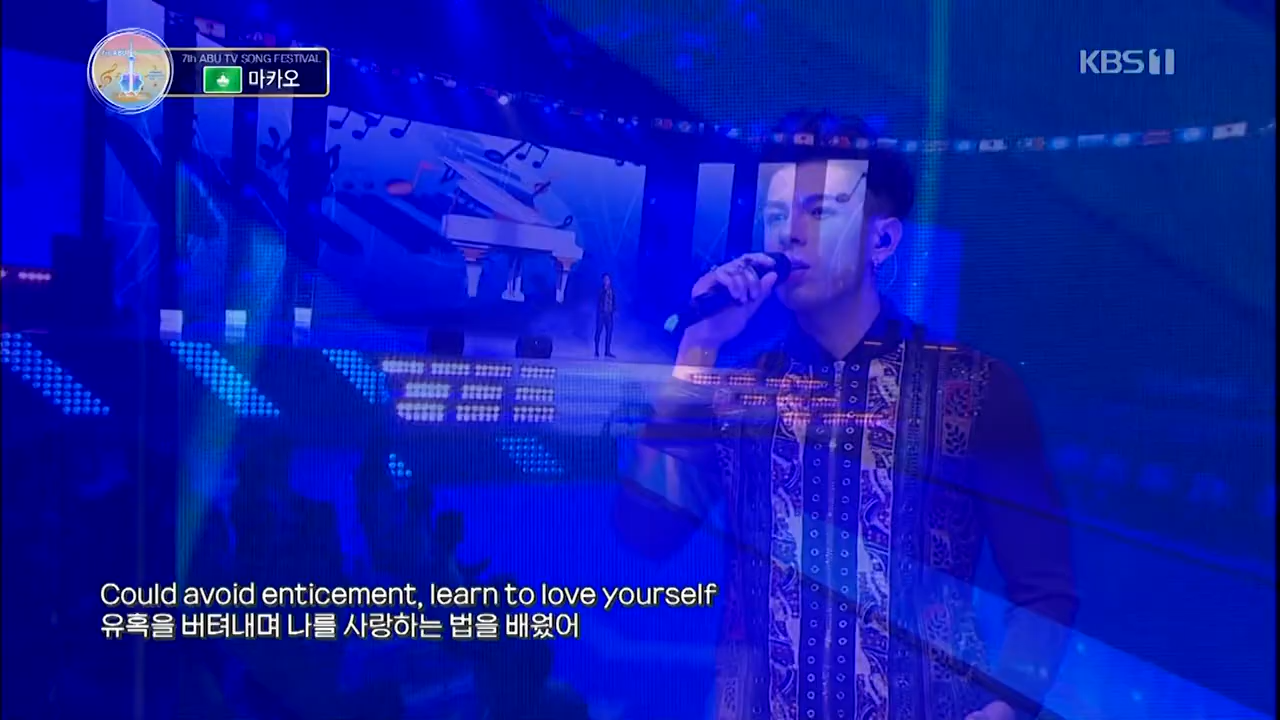 7th ABU TV SONG FESTIVAL
마카오
KBS1
Could avoid enticement, learn to love yourself
유혹을 버텨내며 나를 사랑하는 법을 배웠어